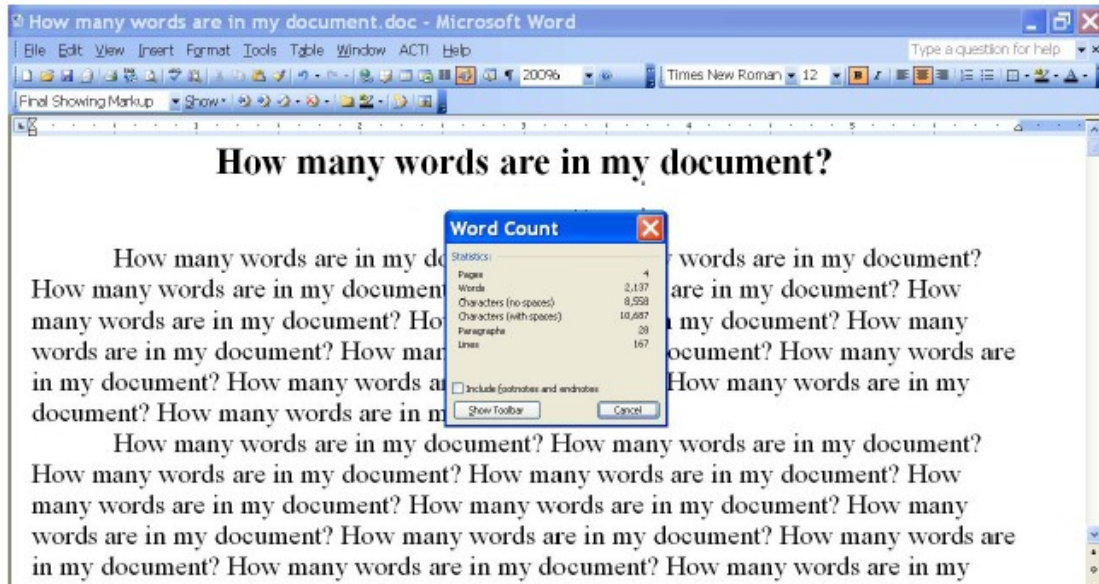 How many words are in my document.doc - Microsoft Word
File Edit View Insert Format Tools Table Window ACT! Help Type a question for help
200% Times New Roman 12 B I
Final Showing Markup Show
1 2 3 4 5
How many words are in my document?
Word Count
Statistics:
Pages 4
Words 2,137
Characters (no spaces) 8,558
Characters (with spaces) 10,687
Paragraphs 28
Lines 167
Include footnotes and endnotes
Show Toolbar Cancel
How many words are in my do words are in my document?
How many words are in my document are in my document? How
many words are in my document? Ho my document? How many
words are in my document? How mar ocument? How many words are
in my document? How many words a How many words are in my
document? How many words are in m
How many words are in my document? How many words are in my document?
How many words are in my document? How many words are in my document? How
many words are in my document? How many words are in my document? How many
words are in my document? How many words are in my document? How many words are
in my document? How many words are in my document? How many words are in my